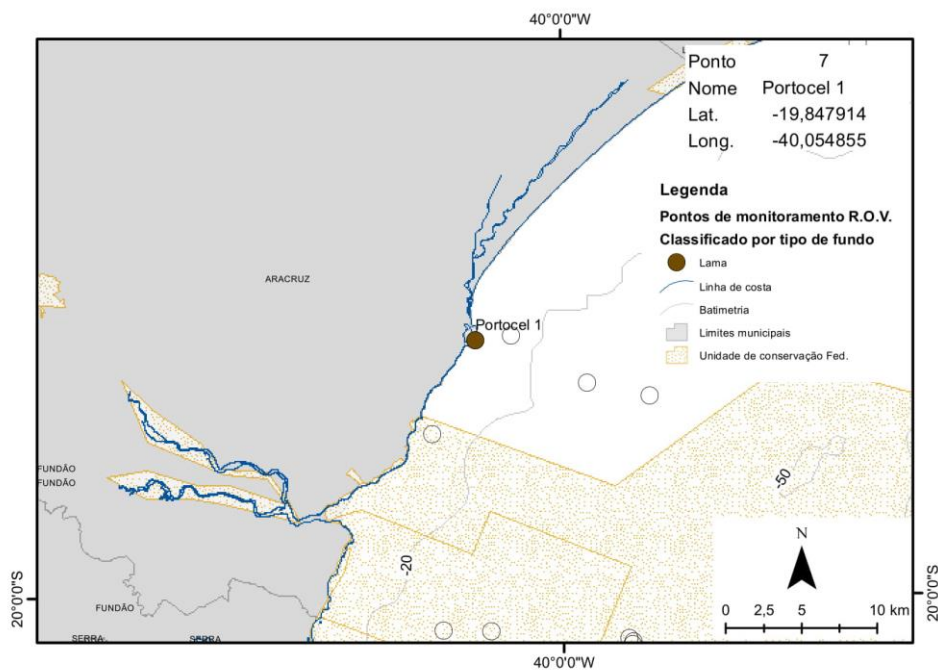 40°0'0"W
Ponto 7
Nome Portocel 1
Lat. -19,847914
Long. -40,054855
Legenda
Pontos de monitoramento R.O.V.
Classificado por tipo de fundo
Lama
Linha de costa
Batimetria
Limites municipais
Unidade de conservação Fed.
ARACRUZ
Portocel 1
FUNDÃO
FUNDÃO
-50
-20
N
0 2,5 5 10 km
20°0'0"S
20°0'0"S
FUNDÃO
SERRA
SERRA
40°0'0"W